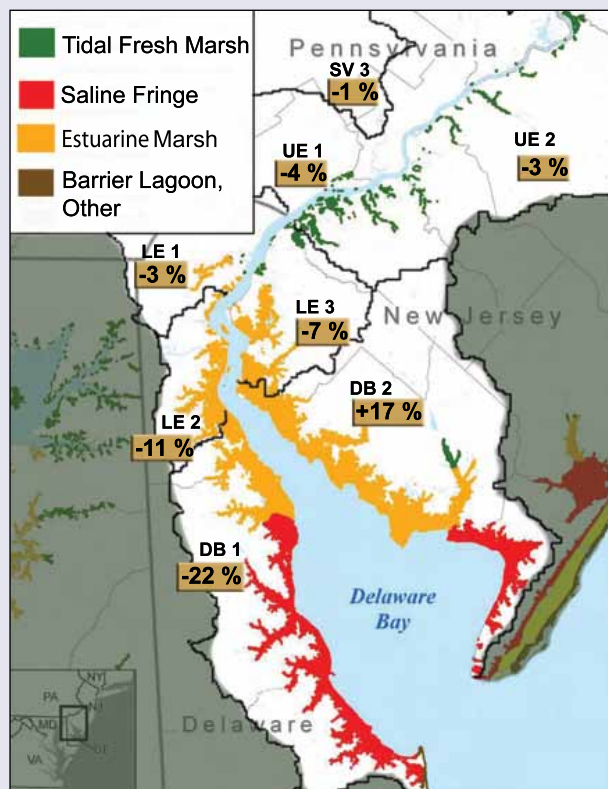 Tidal Fresh Marsh
Saline Fringe
Estuarine Marsh
Barrier Lagoon,
Other
Pennsylvania
SV 3
-1 %
UE 1
-4 %
UE 2
-3 %
LE 1
-3 %
LE 3
-7 %
New Jersey
DB 2
+17 %
LE 2
-11 %
DB 1
-22 %
Delaware
Bay
Delaware
NY
PA
NJ
MD
DE
VA